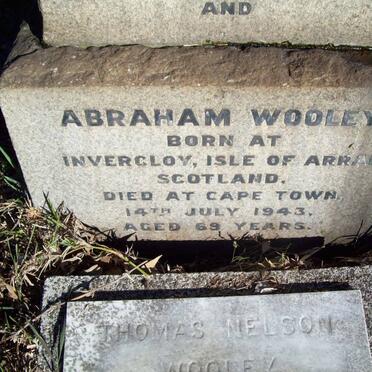 AND
ABRAHAM WOOLEY
BORN AT
INVERCLOY, ISLE OF ARRA
SCOTLAND.
DIED AT CAPE TOWN,
14TH JULY, 1943.
AGED 69 YEARS.
THOMAS NELSON
WOOLEY